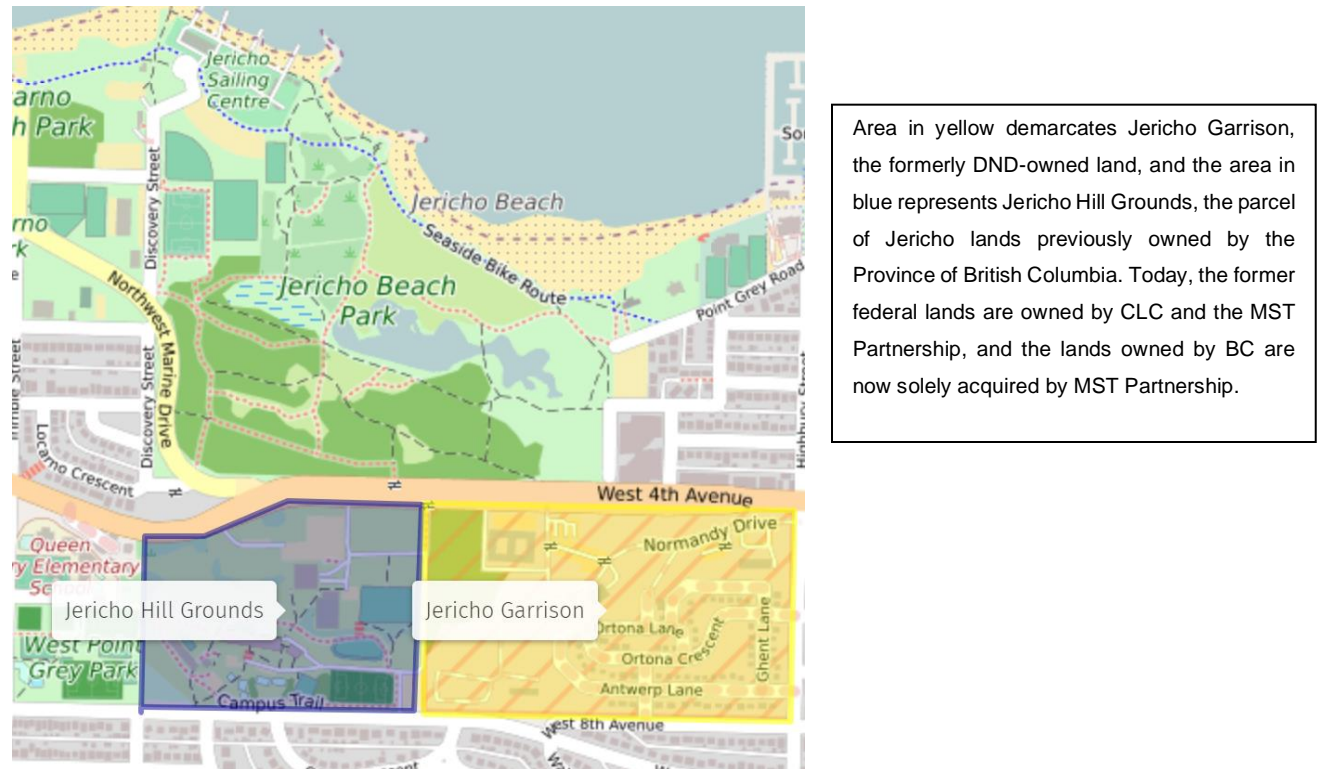 Jericho
Sailing
Centre
arno
h Park
Discovery Street
Jericho Beach
Seaside Bike Route
rno
rk
Northwest Marine Drive
Jericho Beach
Park
Point Grey Road
Discovery Street
Locarno Crescent
West 4th Avenue
Queen
ry Elementary
Normandy Drive
Jericho Hill Grounds
Jericho Garrison
Ortona Lane
Ortona Crescent
Ghent Lane
Antwerp Lane
West Point
Grey Park
Campus Trail
West 8th Avenue
Area in yellow demarcates Jericho Garrison,
the formerly DND-owned land, and the area in
blue represents Jericho Hill Grounds, the parcel
of Jericho lands previously owned by the
Province of British Columbia. Today, the former
federal lands are owned by CLC and the MST
Partnership, and the lands owned by BC are
now solely acquired by MST Partnership.